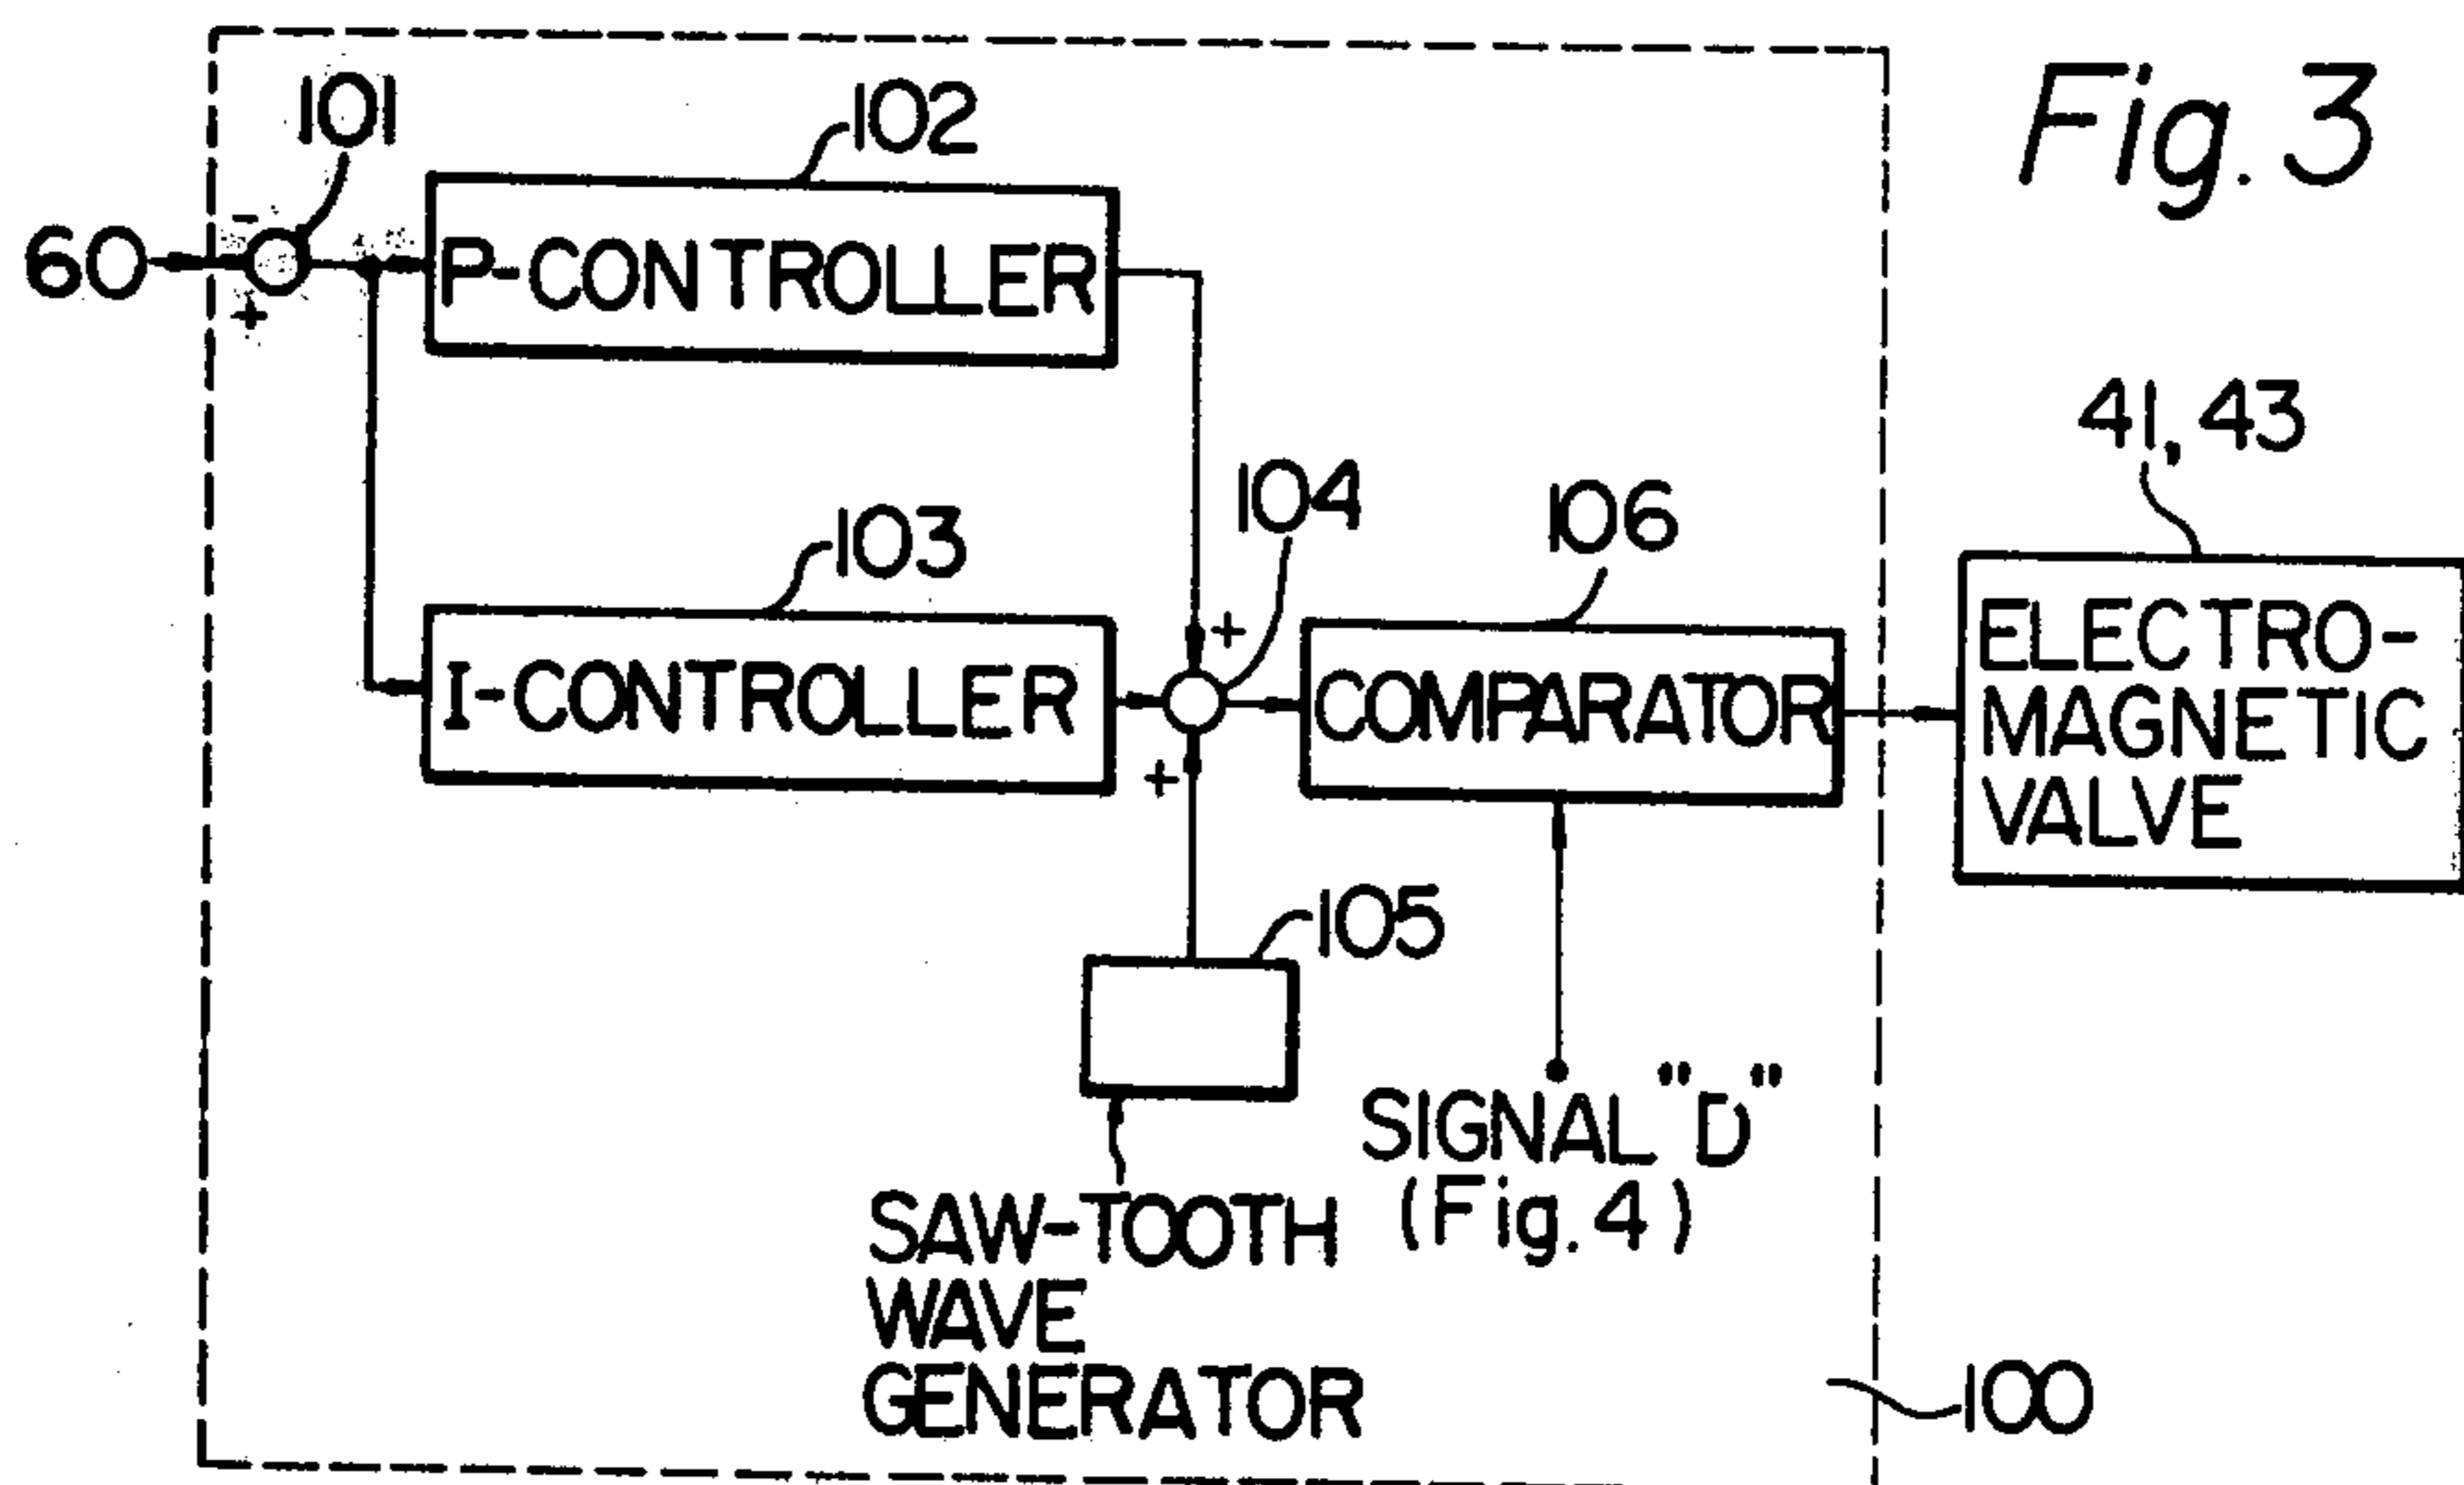 Fig. 3
101
102
60
-
+
P-CONTROLLER
41, 43
103
104
106
+
I-CONTROLLER
COMPARATOR
ELECTRO-
MAGNETIC
VALVE
+
105
SIGNAL "D"
(Fig. 4)
SAW-TOOTH
WAVE
GENERATOR
100